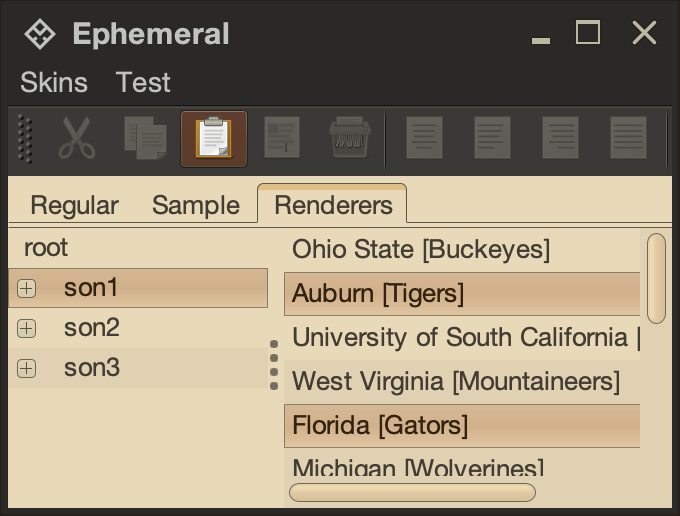 Ephemeral
Skins Test
Regular Sample Renderers
root
son1
son2
son3
Ohio State [Buckeyes]
Auburn [Tigers]
University of South California [
West Virginia [Mountaineers]
Florida [Gators]
Michigan [Wolverines]